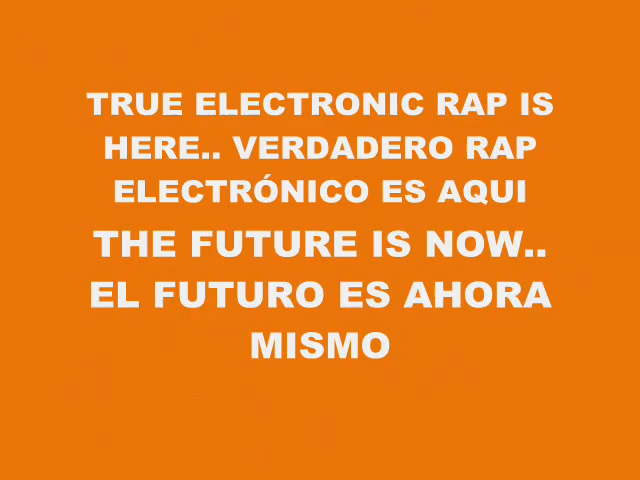 TRUE ELECTRONIC RAP IS
HERE.. VERDADERO RAP
ELECTRÓNICO ES AQUI
THE FUTURE IS NOW..
EL FUTURO ES AHORA
MISMO